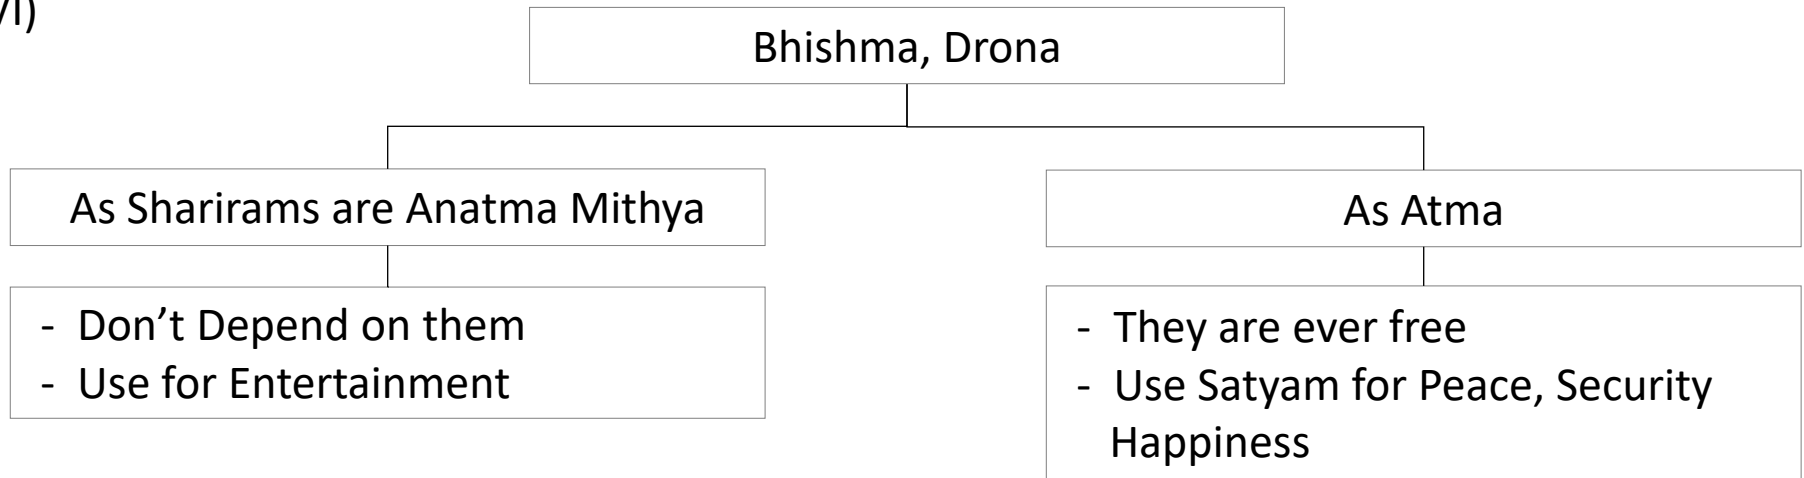 Bhishma, Drona
As Sharirams are Anatma Mithya
As Atma
- Don’t Depend on them
- Use for Entertainment
- They are ever free
- Use Satyam for Peace, Security
Happiness